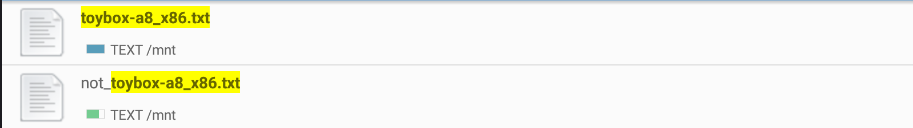 toybox-a8_x86.txt
TEXT /mnt
not_toybox-a8_x86.txt
TEXT /mnt